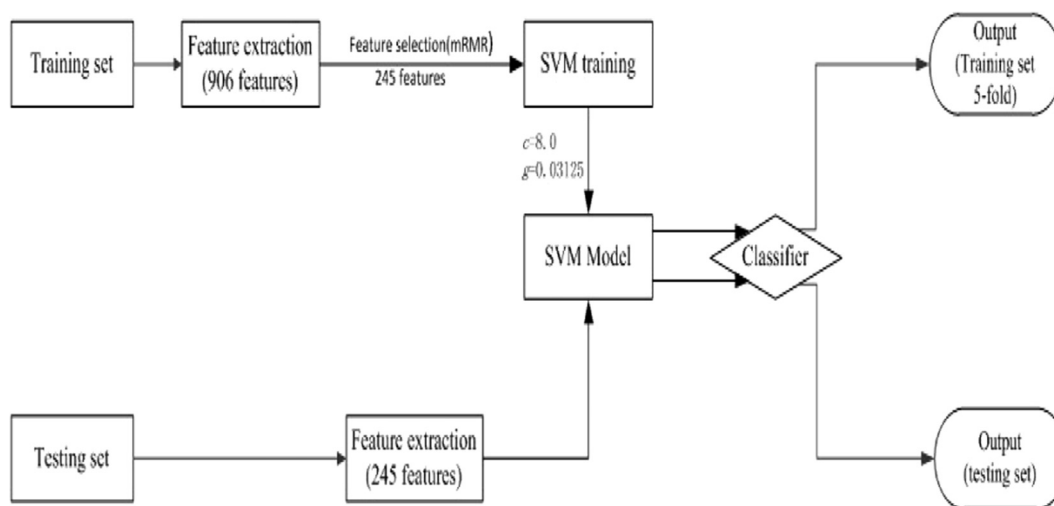 Training set
Feature extraction
(906 features)
Feature selection(mRMR)
245 features
SVM training
Output
(Training set
5-fold)
c=8.0
g=0.03125
SVM Model
Classifier
Testing set
Feature extraction
(245 features)
Output
(testing set)